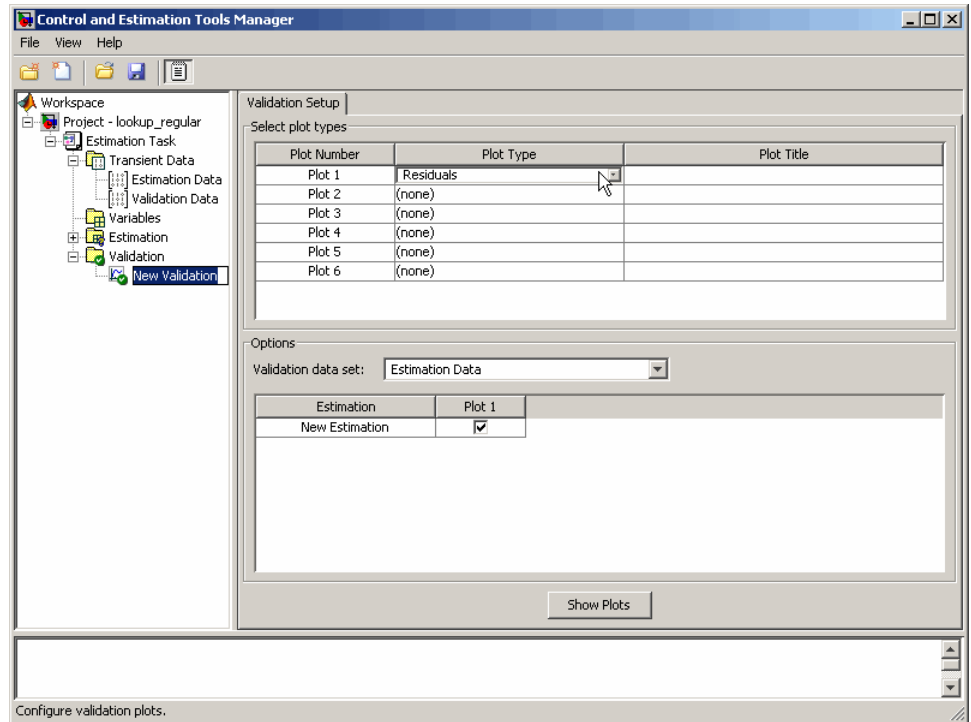 Control and Estimation Tools Manager
File View Help
Workspace
Project - lookup_regular
Estimation Task
Transient Data
Estimation Data
Validation Data
Variables
Estimation
Validation
New Validation
Validation Setup
Select plot types
Plot Number Plot Type Plot Title
Plot 1 Residuals
Plot 2 (none)
Plot 3 (none)
Plot 4 (none)
Plot 5 (none)
Plot 6 (none)
Options
Validation data set: Estimation Data
Estimation Plot 1
New Estimation
Show Plots
Configure validation plots.